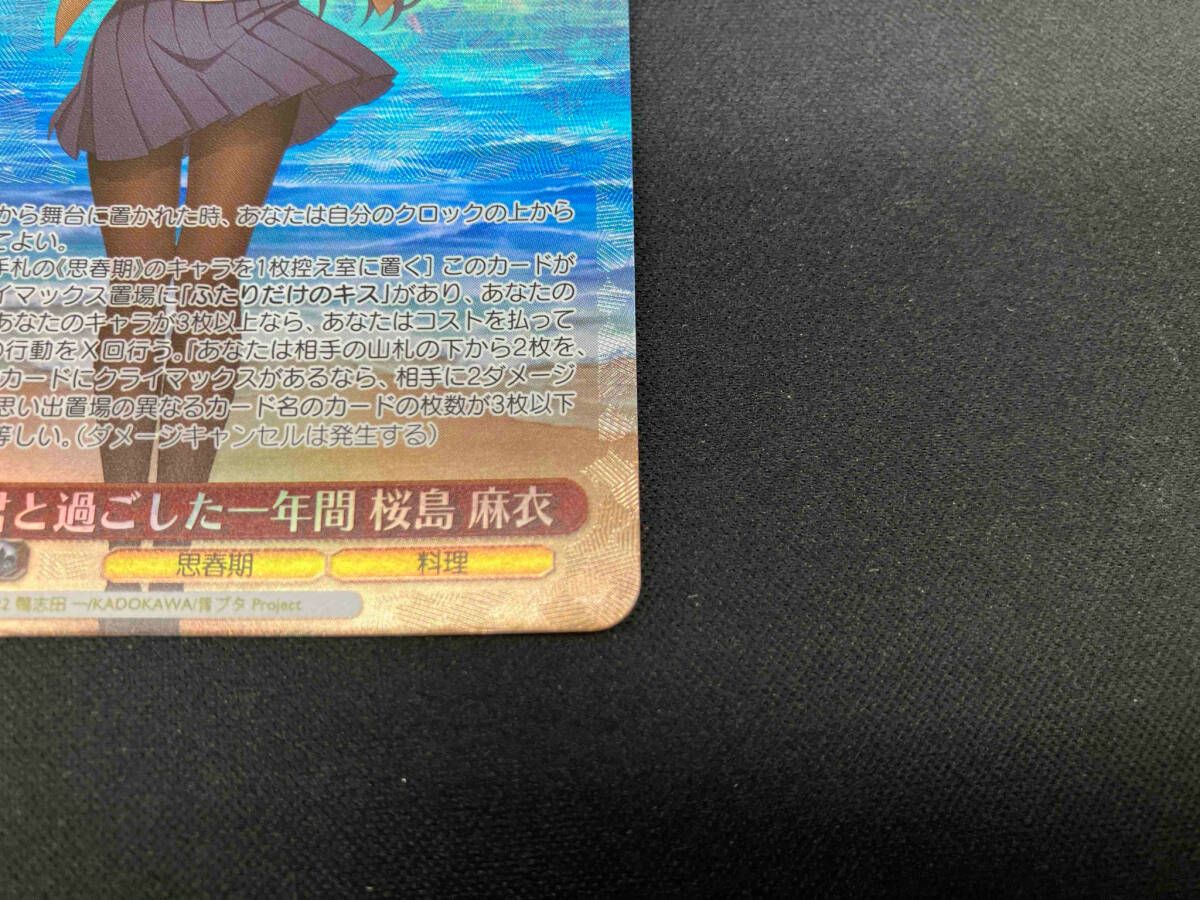 から舞台に置かれた時、あなたは自分のクロックの上から
てよい。
手札の《思春期》のキャラを1枚控え室に置く］このカードが
イマックス置場に「ふたりだけのキス」があり、あなたの
あなたのキャラが3枚以上なら、あなたはコストを払って
の行動をX回行う。『あなたは相手の山札の下から2枚を、
カードにクライマックスがあるなら、相手に2ダメージ
思い出置場の異なるカード名のカードの枚数が3枚以下
等しい。（ダメージキャンセルは発生する）
君と過ごした一年間 桜島 麻衣
思春期 料理
鴨志田 一/KADOKAWA/青ブタ Project